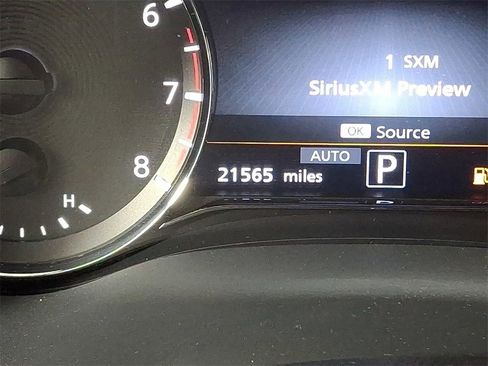 6
1 SXM
SiriusXM Preview
7
OK Source
AUTO
8
21565 miles
P
H